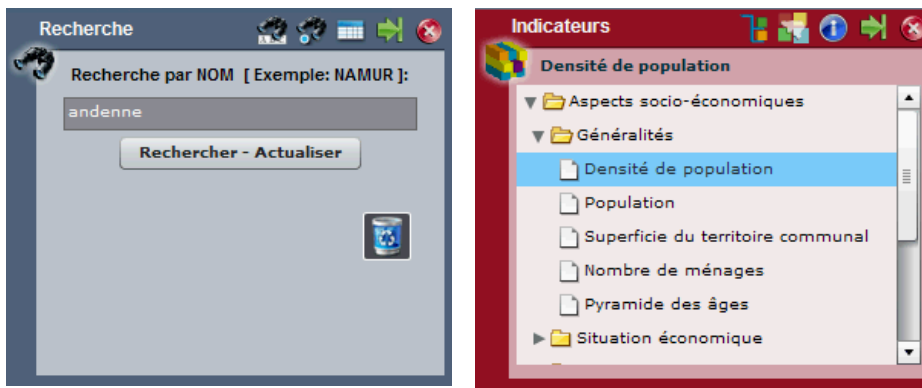 Recherche
Recherche par NOM [ Exemple: NAMUR ]:
andenne
Rechercher - Actualiser
Indicateurs
Densité de population
Aspects socio-économiques
Généralités
Densité de population
Population
Superficie du territoire communal
Nombre de ménages
Pyramide des âges
Situation économique